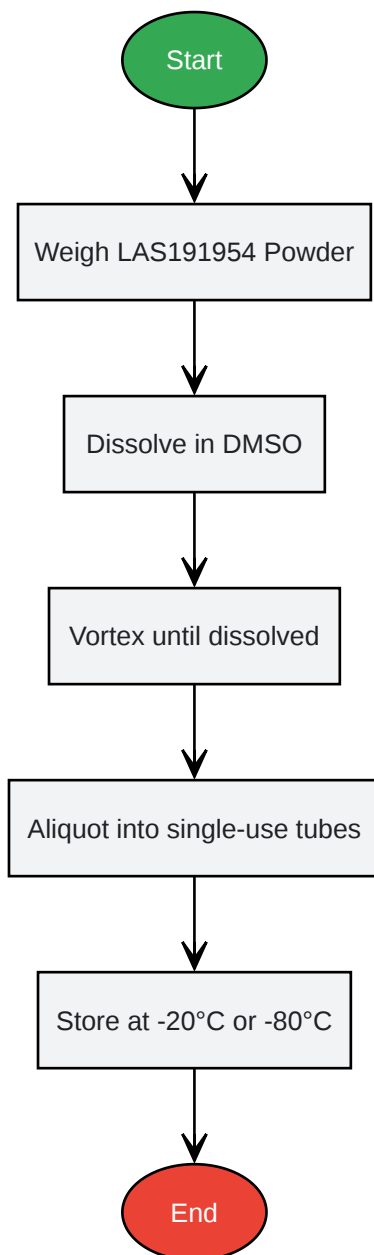 Start
Weigh LAS191954 Powder
Dissolve in DMSO
Vortex until dissolved
Aliquot into single-use tubes
Store at -20°C or -80°C
End